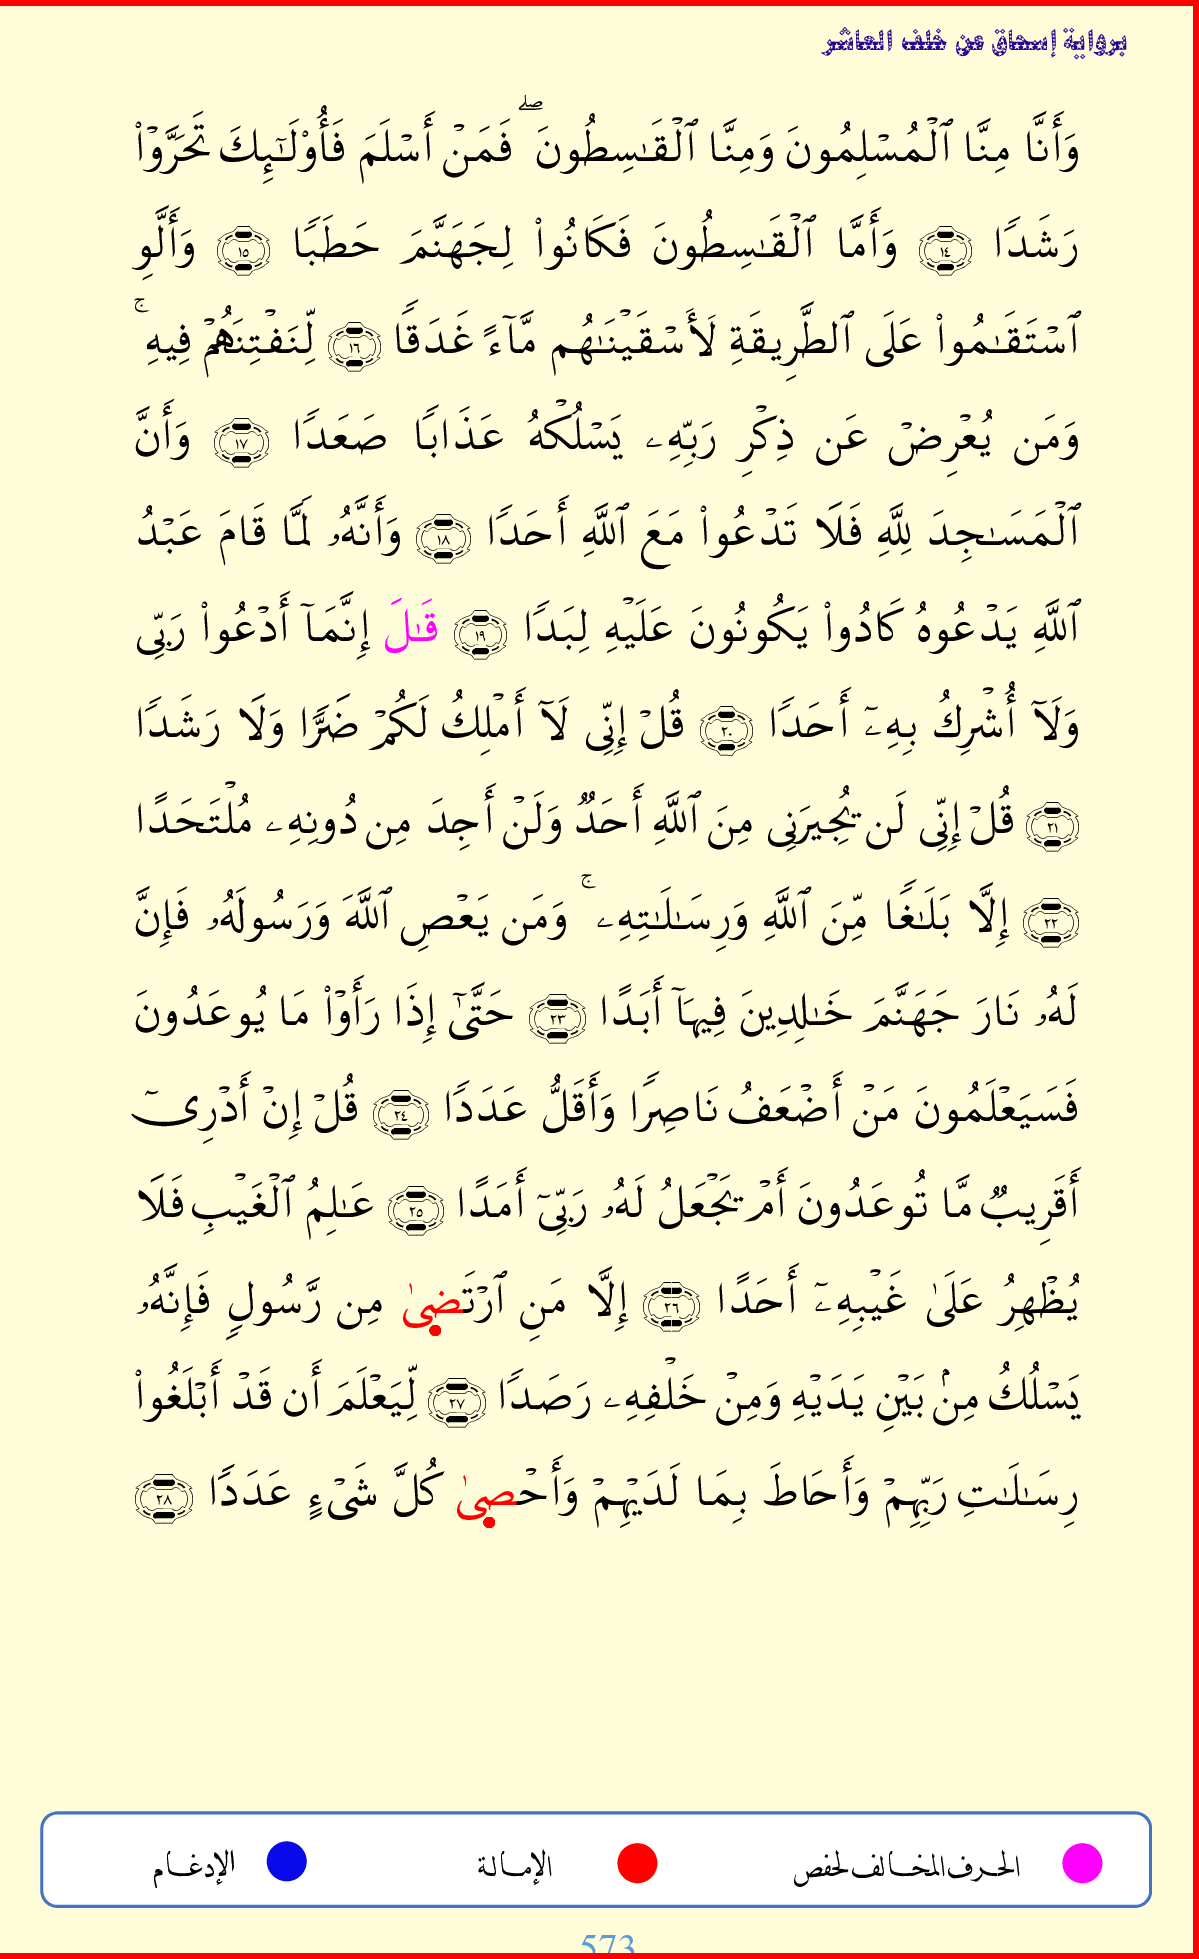 برواية إسحاق عن خلف العاشر
وَأَنَّا مِنَّا ٱلْمُسْلِمُونَ وَمِنَّا ٱلْقَـٰسِطُونَ ۖ فَمَنْ أَسْلَمَ فَأُو۟لَـٰٓئِكَ تَحَرَّوْا۟
رَشَدًا ١٤ وَأَمَّا ٱلْقَـٰسِطُونَ فَكَانُوا۟ لِجَهَنَّمَ حَطَبًا ١٥ وَأَلَّوِ
ٱسْتَقَـٰمُوا۟ عَلَى ٱلطَّرِيقَةِ لَأَسْقَيْنَـٰهُم مَّآءً غَدَقًا ١٦ لِّنَفْتِنَهُمْ فِيهِ ۚ
وَمَن يُعْرِضْ عَن ذِكْرِ رَبِّهِۦ يَسْلُكْهُ عَذَابًا صَعَدًا ١٧ وَأَنَّ
ٱلْمَسَـٰجِدَ لِلَّهِ فَلَا تَدْعُوا۟ مَعَ ٱللَّهِ أَحَدًا ١٨ وَأَنَّهُۥ لَمَّا قَامَ عَبْدُ
ٱللَّهِ يَدْعُوهُ كَادُوا۟ يَكُونُونَ عَلَيْهِ لِبَدًا ١٩ قَـٰلَ إِنَّمَآ أَدْعُوا۟ رَبِّى
وَلَآ أُشْرِكُ بِهِۦٓ أَحَدًا ٢٠ قُلْ إِنِّى لَآ أَمْلِكُ لَكُمْ ضَرًّا وَلَا رَشَدًا
٢١ قُلْ إِنِّى لَن يُجِيرَنِى مِنَ ٱللَّهِ أَحَدٌ وَلَنْ أَجِدَ مِن دُونِهِۦ مُلْتَحَدًا
٢٢ إِلَّا بَلَـٰغًا مِّنَ ٱللَّهِ وَرِسَـٰلَـٰتِهِۦ ۚ وَمَن يَعْصِ ٱللَّهَ وَرَسُولَهُۥ فَإِنَّ
لَهُۥ نَارَ جَهَنَّمَ خَـٰلِدِينَ فِيهَآ أَبَدًا ٢٣ حَتَّىٰٓ إِذَا رَأَوْا۟ مَا يُوعَدُونَ
فَسَيَعْلَمُونَ مَنْ أَضْعَفُ نَاصِرًا وَأَقَلُّ عَدَدًا ٢٤ قُلْ إِنْ أَدْرِىٓ
أَقَرِيبٌ مَّا تُوعَدُونَ أَمْ يَجْعَلُ لَهُۥ رَبِّىٓ أَمَدًا ٢٥ عَـٰلِمُ ٱلْغَيْبِ فَلَا
يُظْهِرُ عَلَىٰ غَيْبِهِۦٓ أَحَدًا ٢٦ إِلَّا مَنِ ٱرْتَضِىٰ مِن رَّسُولٍ فَإِنَّهُۥ
يَسْلُكُ مِنۢ بَيْنِ يَدَيْهِ وَمِنْ خَلْفِهِۦ رَصَدًا ٢٧ لِّيَعْلَمَ أَن قَدْ أَبْلَغُوا۟
رِسَـٰلَـٰتِ رَبِّهِمْ وَأَحَاطَ بِمَا لَدَيْهِمْ وَأَحْصِىٰ كُلَّ شَىْءٍ عَدَدًا ٢٨
الحرف المخالف لحفص الإمالة الإدغام
573